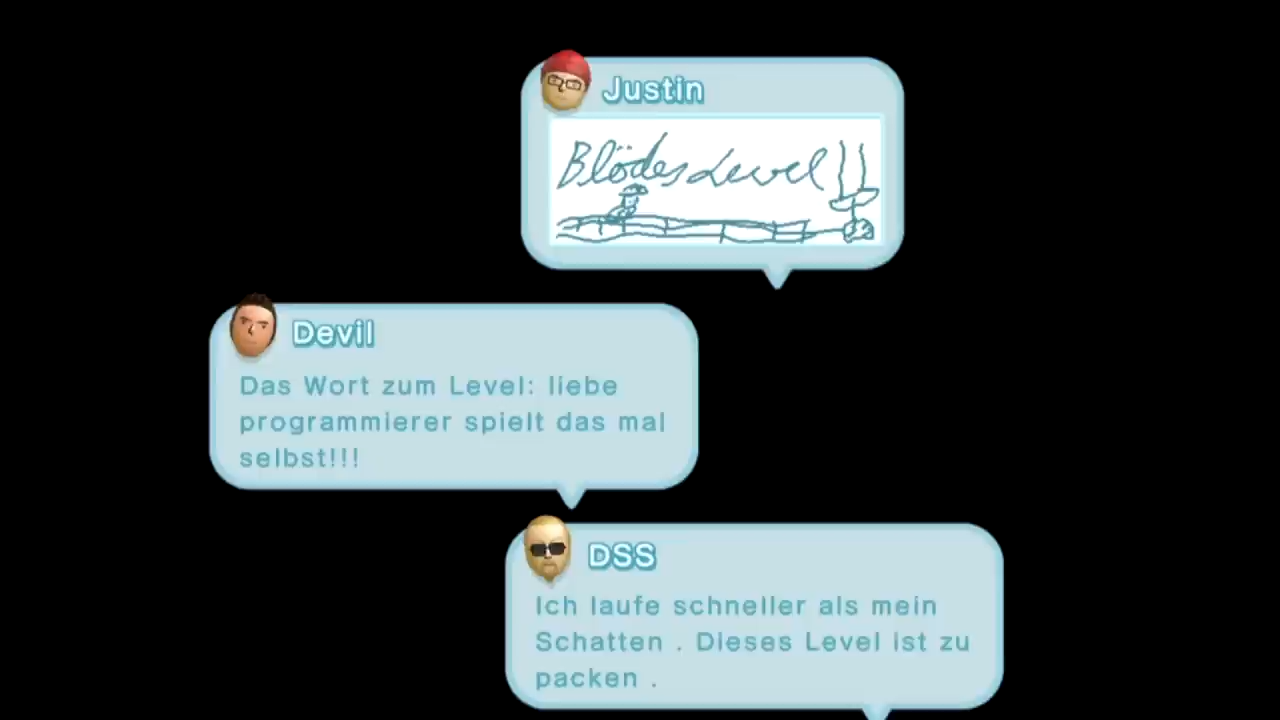 Justin
Blödes Level!!
Devil
Das Wort zum Level: liebe
programmierer spielt das mal
selbst!!!
DSS
Ich laufe schneller als mein
Schatten . Dieses Level ist zu
packen .